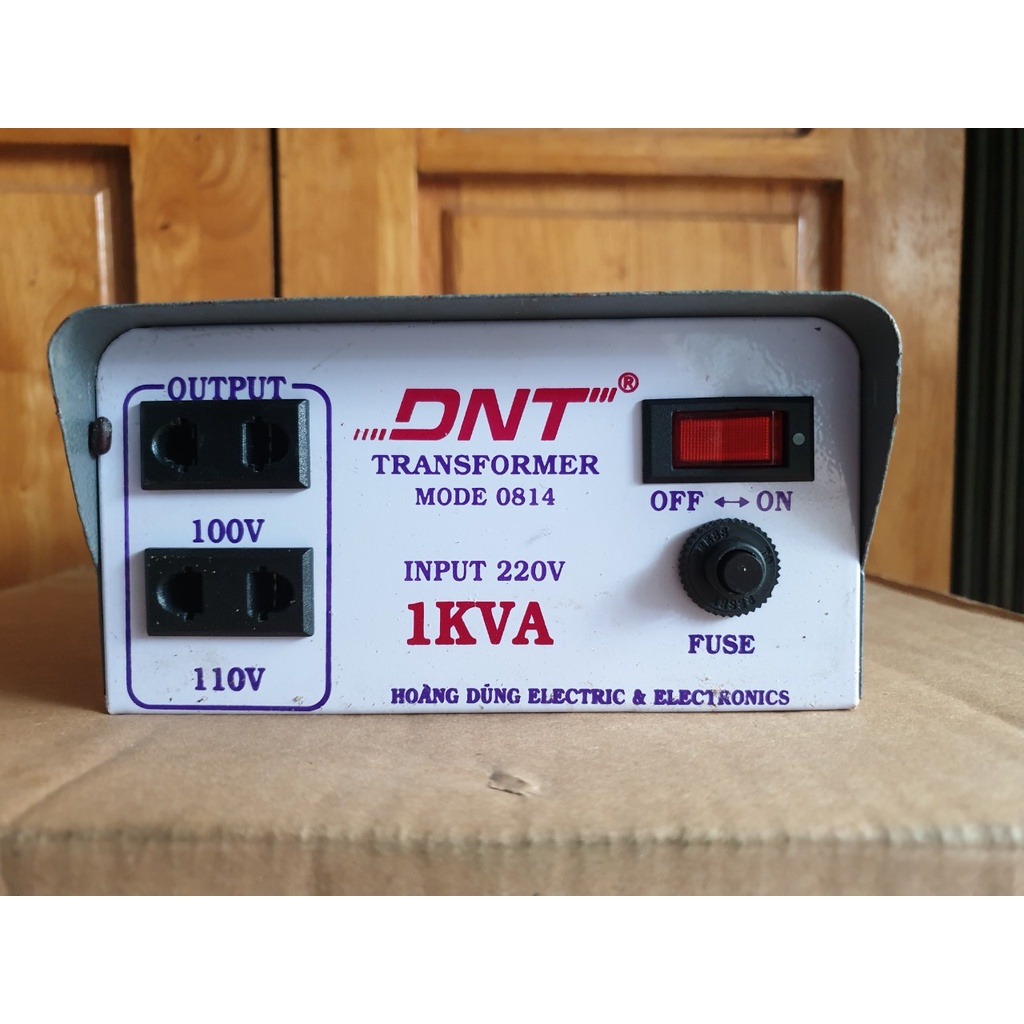 OUTPUT
100V
110V
DNT®
TRANSFORMER
MODE 0814
INPUT 220V
1KVA
HOÀNG DŨNG ELECTRIC & ELECTRONICS
OFF ↔ ON
FUSE